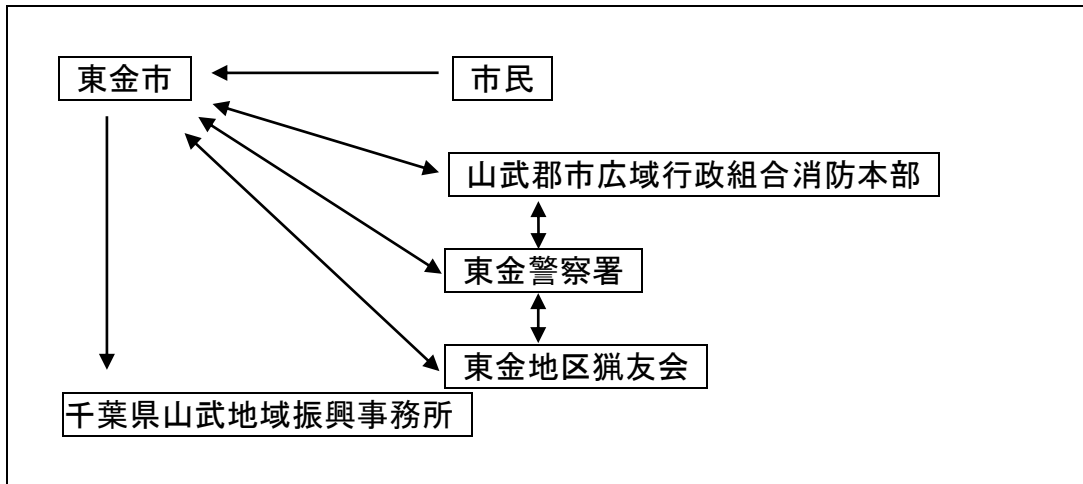 東金市
市民
山武郡市広域行政組合消防本部
東金警察署
東金地区猟友会
千葉県山武地域振興事務所